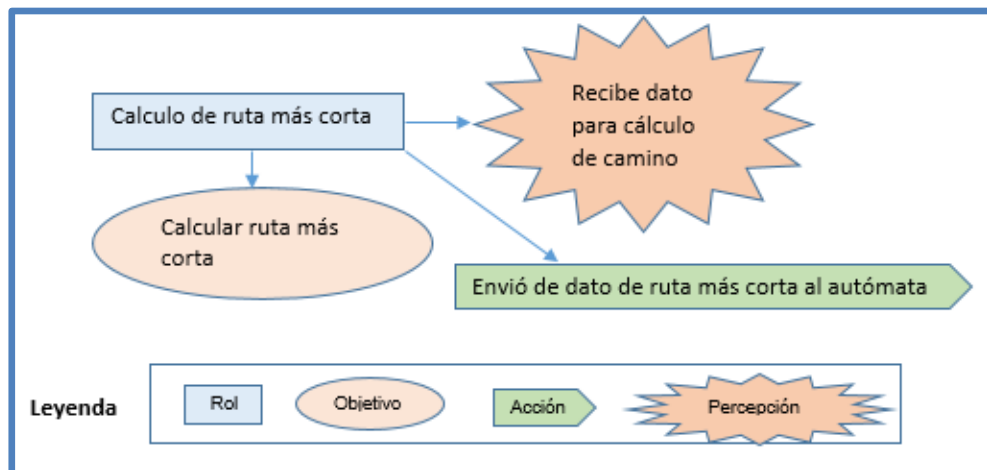 Calculo de ruta más corta
Recibe dato
para cálculo
de camino
Calcular ruta más
corta
Envió de dato de ruta más corta al autómata
Leyenda
Rol
Objetivo
Acción
Percepción